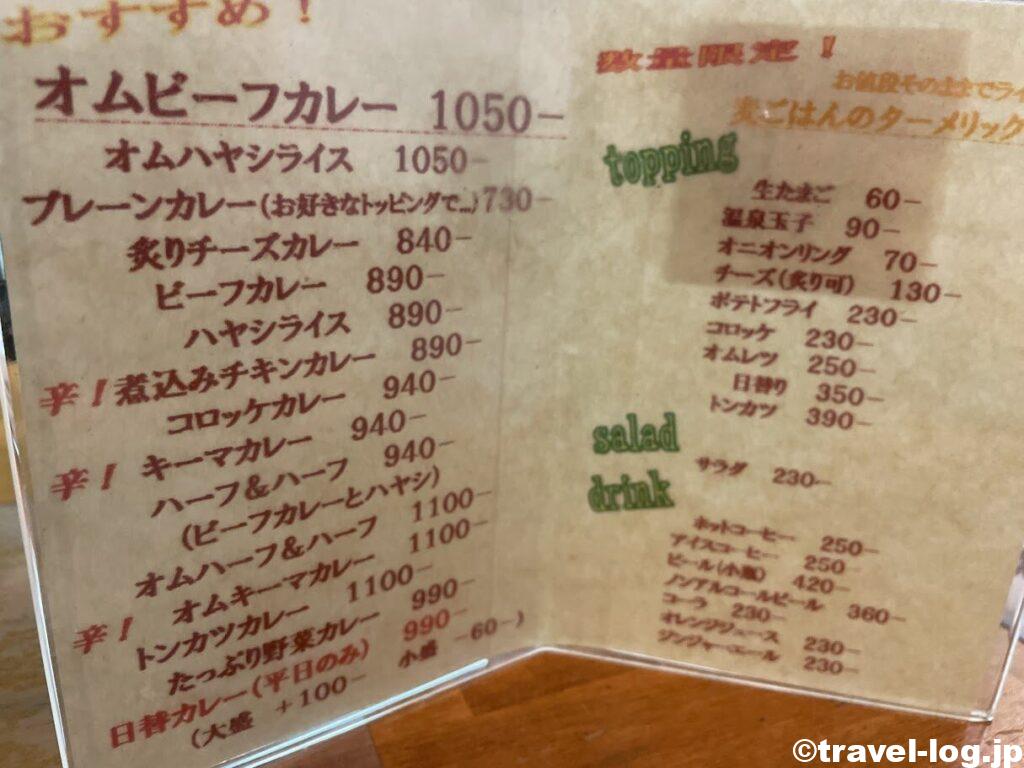 おすすめ！
オムビーフカレー 1050-
オムハヤシライス 1050-
プレーンカレー(お好きなトッピングで...)730-
炙りチーズカレー 840-
ビーフカレー 890-
ハヤシライス 890-
辛！煮込みチキンカレー 890-
コロッケカレー 940-
辛！ キーマカレー 940-
ハーフ＆ハーフ 940-
(ビーフカレーとハヤシ)
オムハーフ＆ハーフ 1100-
辛！ オムキーマカレー 1100-
トンカツカレー 1100-
たっぷり野菜カレー 990-
日替カレー(平日のみ) 990-
(大盛 +100- 小盛 -60-)
数量限定！
お値段そのままでライ
麦ごはんのターメリック
topping
生たまご 60-
温泉玉子 90-
オニオンリング 70-
チーズ(炙り可) 130-
ポテトフライ 230-
コロッケ 230-
オムレツ 250-
日替り 350-
トンカツ 390-
salad
サラダ 230-
drink
ホットコーヒー 250-
アイスコーヒー 250-
ビール(小瓶) 420-
ノンアルコールビール 360-
コーラ 230-
オレンジジュース 230-
ジンジャーエール 230-
©travel-log.jp